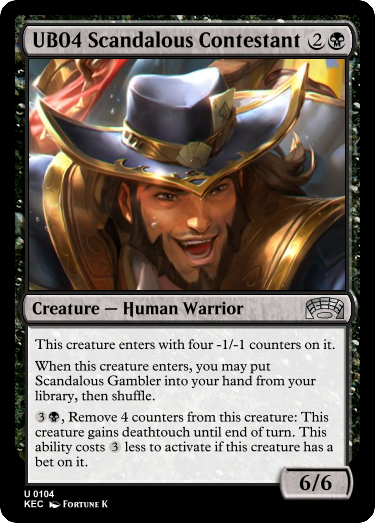 UB04 Scandalous Contestant 2
Creature — Human Warrior
This creature enters with four -1/-1 counters on it.
When this creature enters, you may put
Scandalous Gambler into your hand from your
library, then shuffle.
3, Remove 4 counters from this creature: This
creature gains deathtouch until end of turn. This
ability costs 3 less to activate if this creature has a
bet on it.
6/6
U 0104
KEC Fortune K